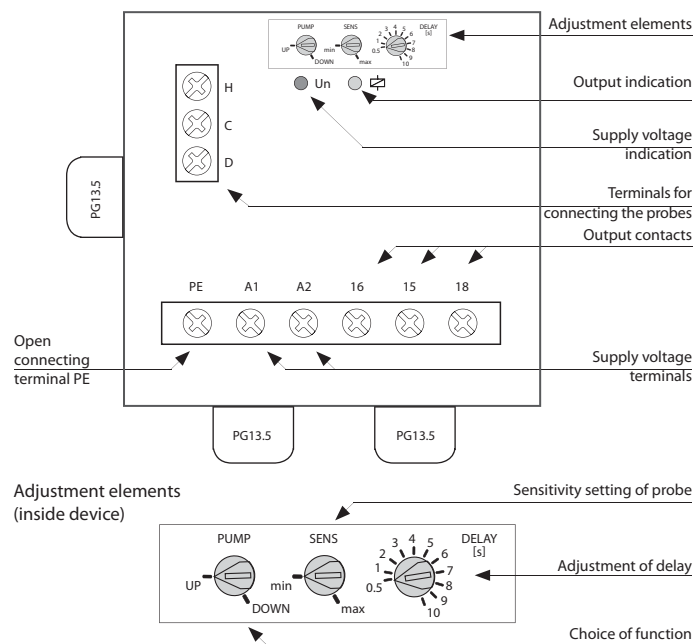 Adjustment elements
PUMP SENS DELAY
[s]
UP DOWN min max 0.5 1 2 3 4 5 6 7 8 9 10
Output indication
Un
Supply voltage
indication
H
C
D
Terminals for
connecting the probes
PG13.5
Output contacts
PE A1 A2 16 15 18
Open
connecting
terminal PE
Supply voltage
terminals
PG13.5 PG13.5
Adjustment elements
(inside device)
Sensitivity setting of probe
PUMP SENS DELAY
[s]
UP DOWN min max 0.5 1 2 3 4 5 6 7 8 9 10
Adjustment of delay
Choice of function